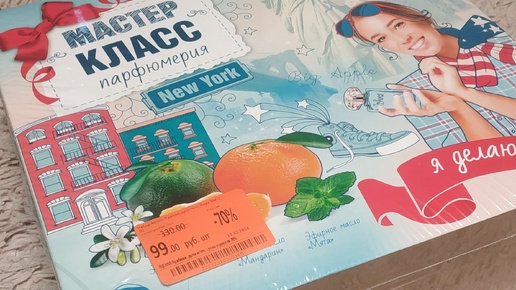 МАСТЕР
КЛАСС
парфюмерия
New York
Big Apple
я делаю
330.00
-70%
99.00 руб. шт
Мандарин»
Эфирное масло
«Мята»